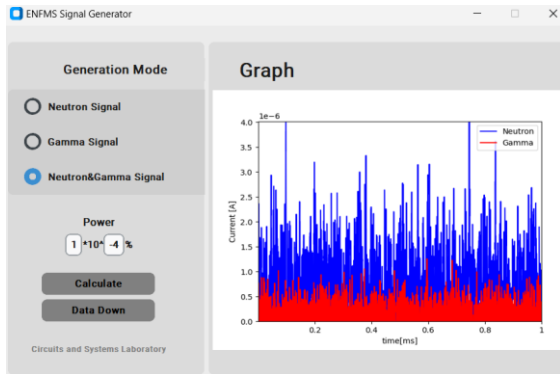 ENFMS Signal Generator
Generation Mode
Neutron Signal
Gamma Signal
Neutron&Gamma Signal
Power
1 *10^ -4 %
Calculate
Data Down
Circuits and Systems Laboratory
Graph
1e−6
4.0
3.5
3.0
2.5
2.0
1.5
1.0
0.5
0.0
Current [A]
Neutron
Gamma
0.2
0.4
0.6
0.8
1
time[ms]